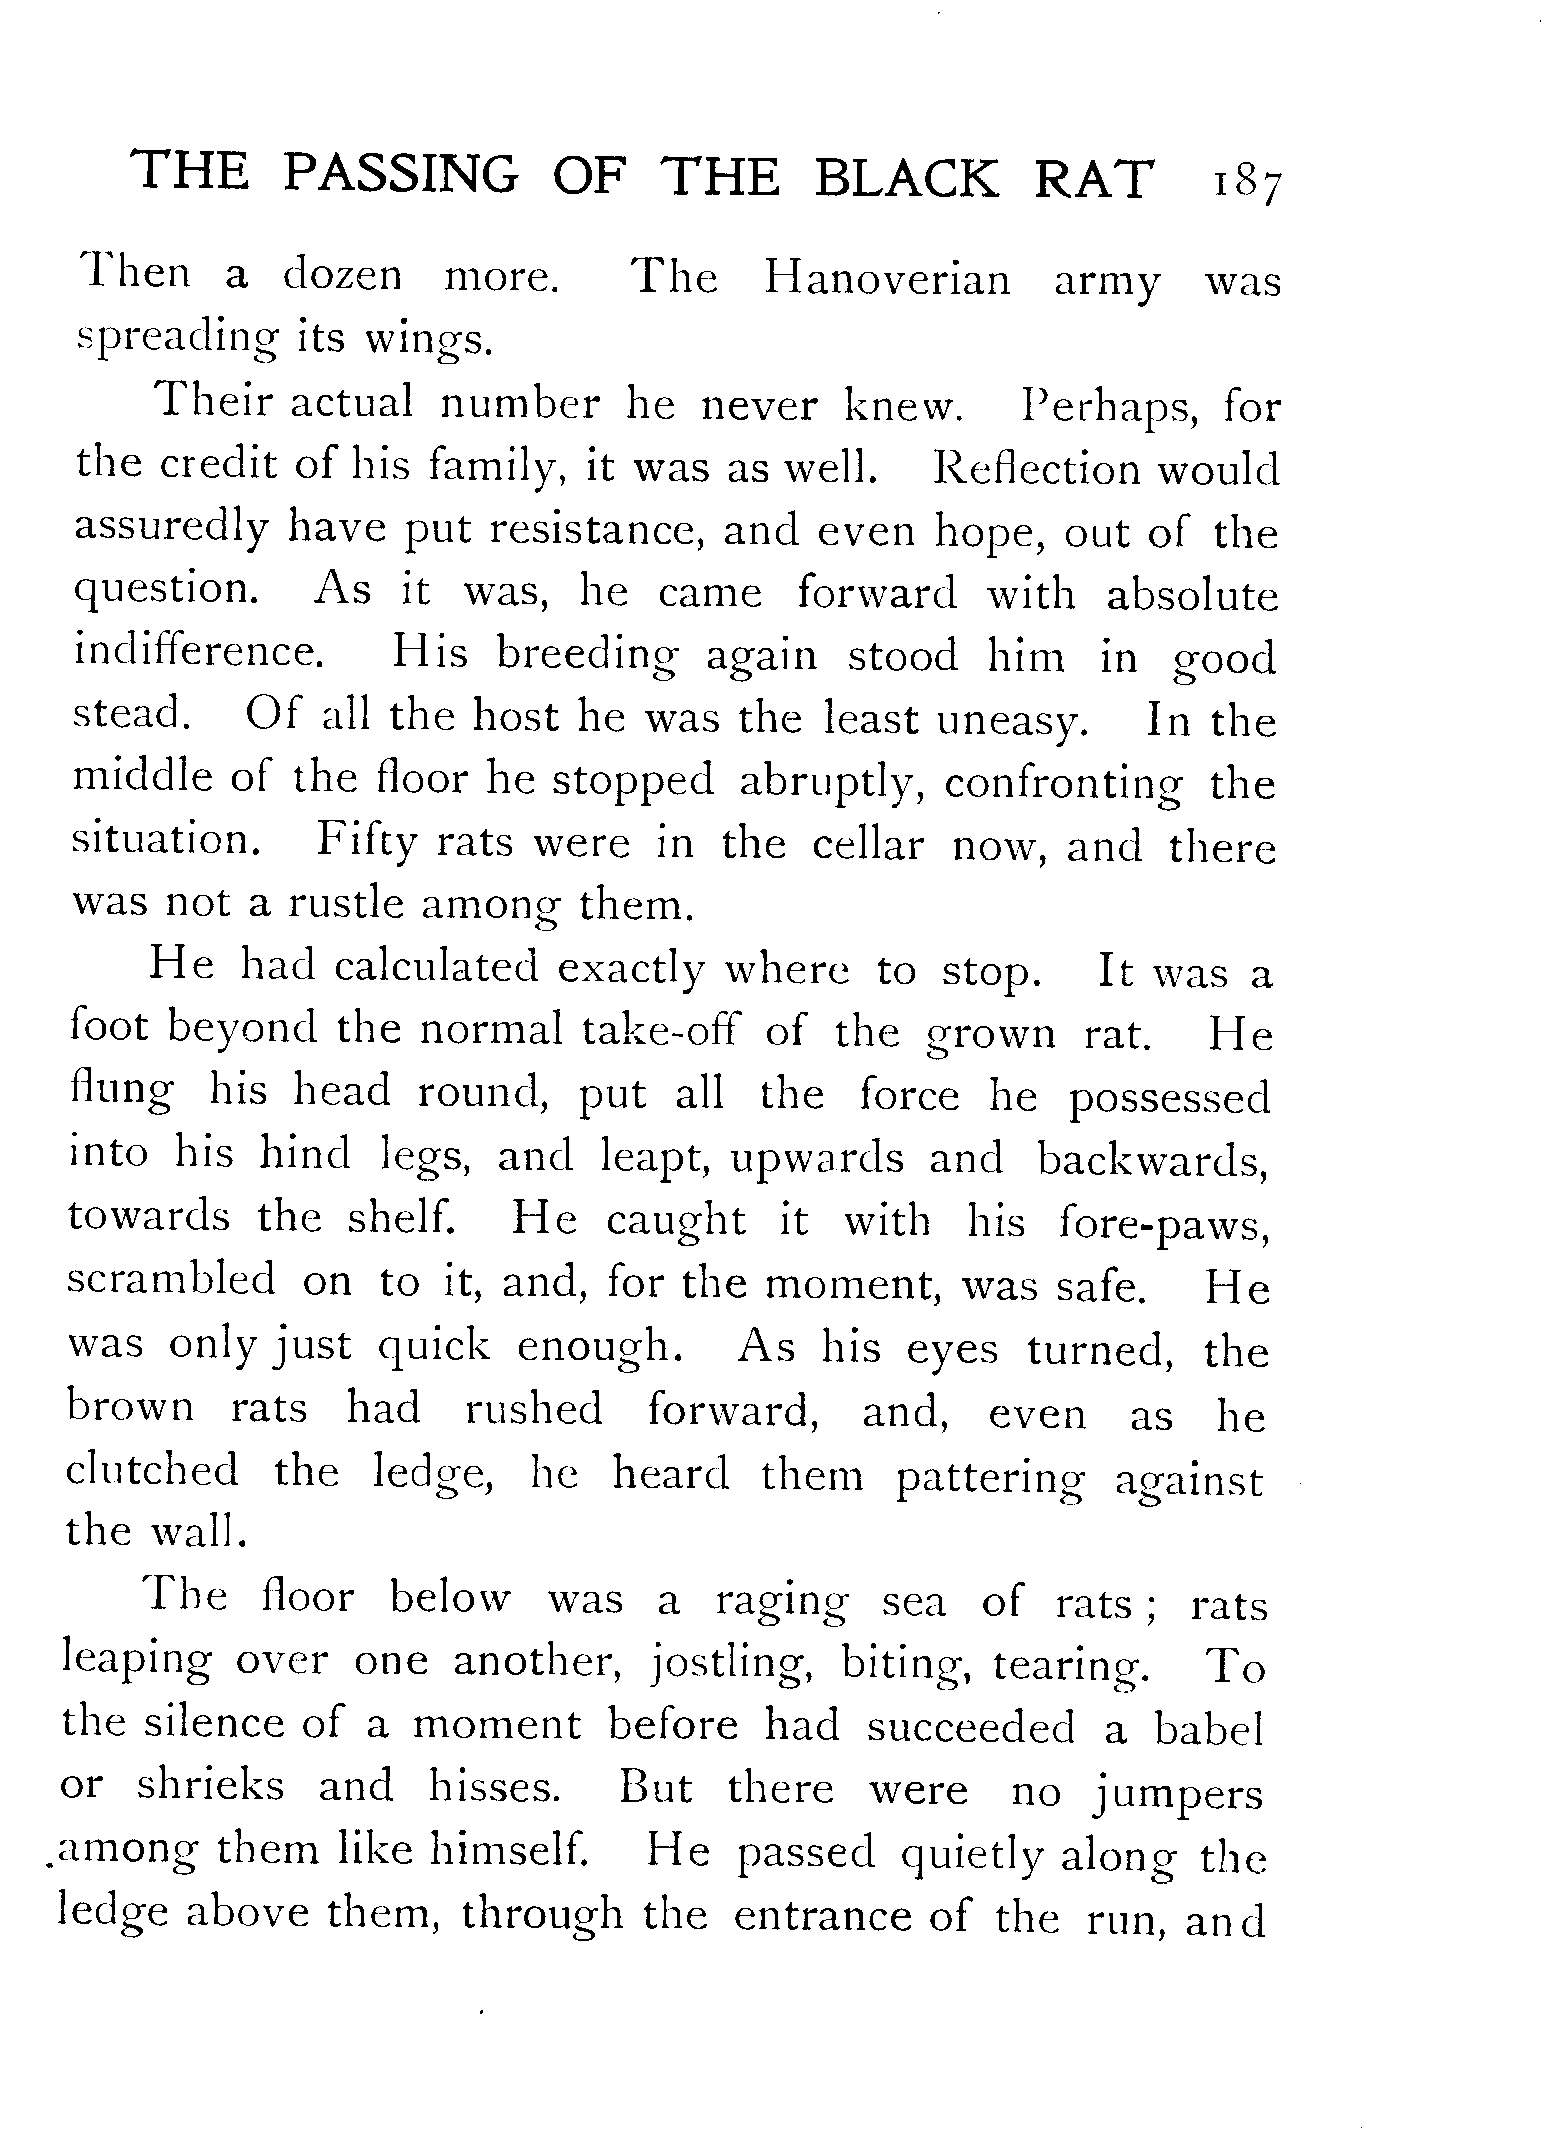 THE PASSING OF THE BLACK RAT 187
Then a dozen more. The Hanoverian army was
spreading its wings.
Their actual number he never knew. Perhaps, for
the credit of his family, it was as well. Reflection would
assuredly have put resistance, and even hope, out of the
question. As it was, he came forward with absolute
indifference. His breeding again stood him in good
stead. Of all the host he was the least uneasy. In the
middle of the floor he stopped abruptly, confronting the
situation. Fifty rats were in the cellar now, and there
was not a rustle among them.
He had calculated exactly where to stop. It was a
foot beyond the normal take-off of the grown rat. He
flung his head round, put all the force he possessed
into his hind legs, and leapt, upwards and backwards,
towards the shelf. He caught it with his fore-paws,
scrambled on to it, and, for the moment, was safe. He
was only just quick enough. As his eyes turned, the
brown rats had rushed forward, and, even as he
clutched the ledge, he heard them pattering against
the wall.
The floor below was a raging sea of rats; rats
leaping over one another, jostling, biting, tearing. To
the silence of a moment before had succeeded a babel
or shrieks and hisses. But there were no jumpers
among them like himself. He passed quietly along the
ledge above them, through the entrance of the run, and